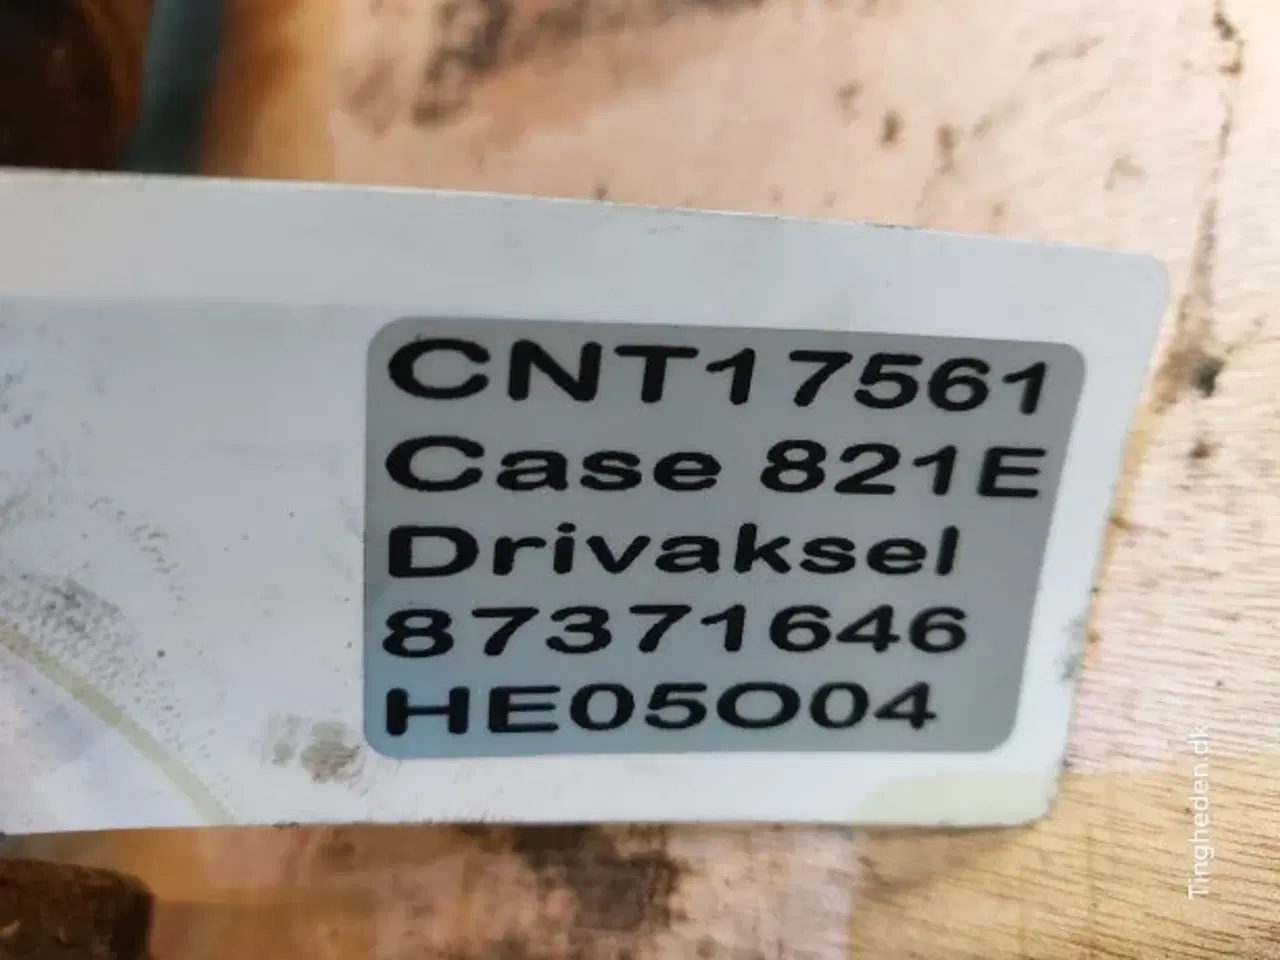 CNT17561
Case 821E
Drivaksel
87371646
HE05O04
Tingheden.dk